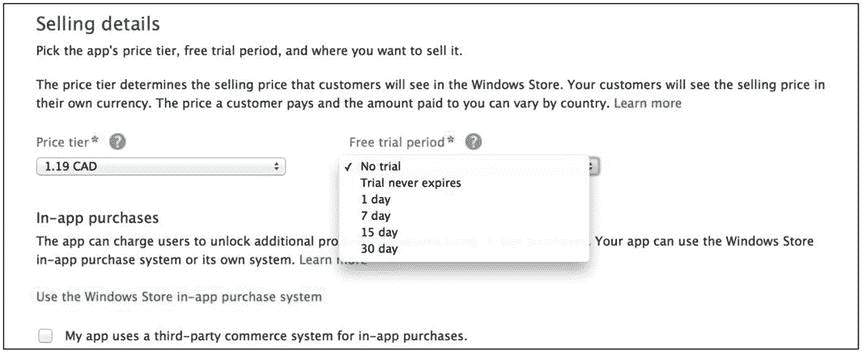 Selling details
Pick the app's price tier, free trial period, and where you want to sell it.
The price tier determines the selling price that customers will see in the Windows Store. Your customers will see the selling price in
their own currency. The price a customer pays and the amount paid to you can vary by country. Learn more
Price tier* ? Free trial period* ?
1.19 CAD ✓ No trial
Trial never expires
1 day
7 day
15 day
30 day
In-app purchases
The app can charge users to unlock additional Your app can use the Windows Store
in-app purchase system or its own system. Learn more
Use the Windows Store in-app purchase system
My app uses a third-party commerce system for in-app purchases.